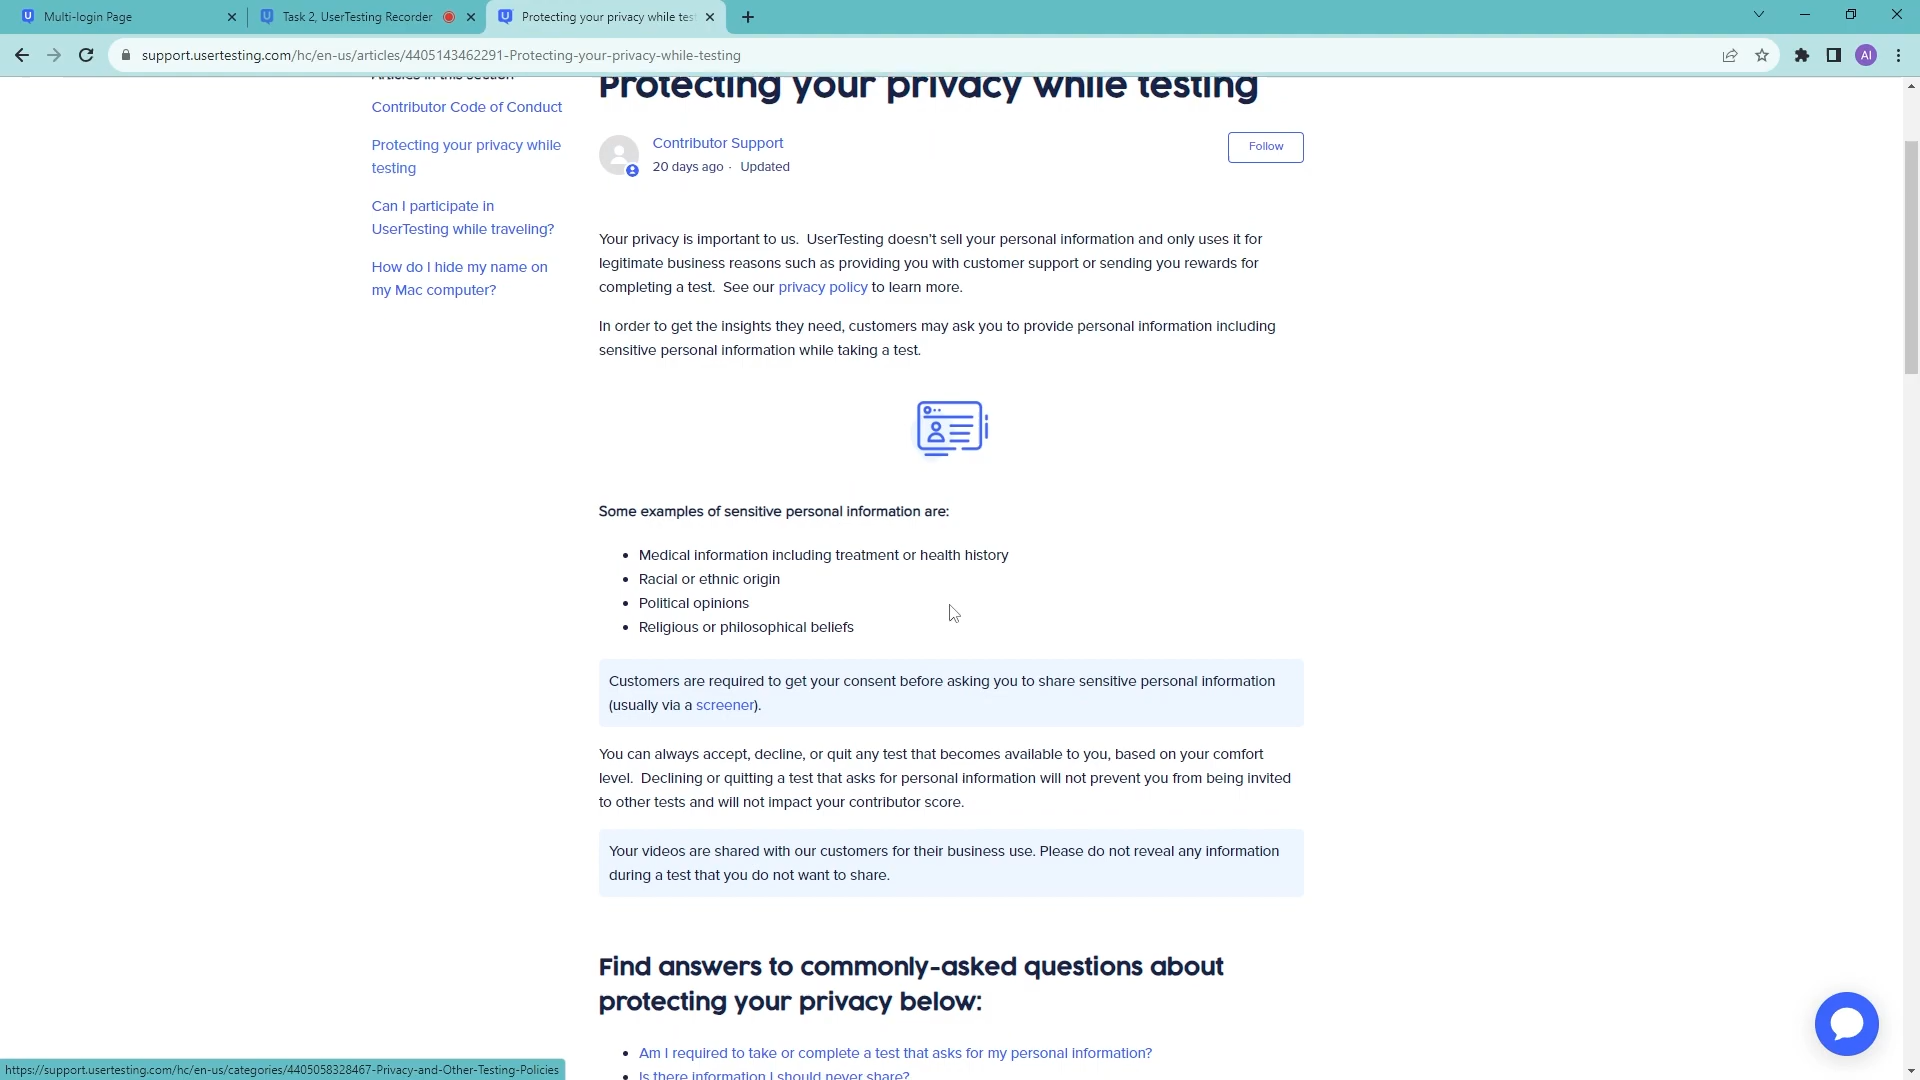 Multi-login Page
Task 2, UserTesting Recorder
Protecting your privacy while tes
support.usertesting.com/hc/en-us/articles/4405143462291-Protecting-your-privacy-while-testing
AI
Articles in this section
Contributor Code of Conduct
Protecting your privacy while
testing
Can I participate in
UserTesting while traveling?
How do I hide my name on
my Mac computer?
Protecting your privacy while testing
Contributor Support
20 days ago · Updated
Follow
Your privacy is important to us. UserTesting doesn't sell your personal information and only uses it for
legitimate business reasons such as providing you with customer support or sending you rewards for
completing a test. See our privacy policy to learn more.
In order to get the insights they need, customers may ask you to provide personal information including
sensitive personal information while taking a test.
Some examples of sensitive personal information are:
• Medical information including treatment or health history
• Racial or ethnic origin
• Political opinions
• Religious or philosophical beliefs
Customers are required to get your consent before asking you to share sensitive personal information
(usually via a screener).
You can always accept, decline, or quit any test that becomes available to you, based on your comfort
level. Declining or quitting a test that asks for personal information will not prevent you from being invited
to other tests and will not impact your contributor score.
Your videos are shared with our customers for their business use. Please do not reveal any information
during a test that you do not want to share.
Find answers to commonly-asked questions about
protecting your privacy below:
• Am I required to take or complete a test that asks for my personal information?
• Is there information I should never share?
https://support.usertesting.com/hc/en-us/categories/4405058328467-Privacy-and-Other-Testing-Policies